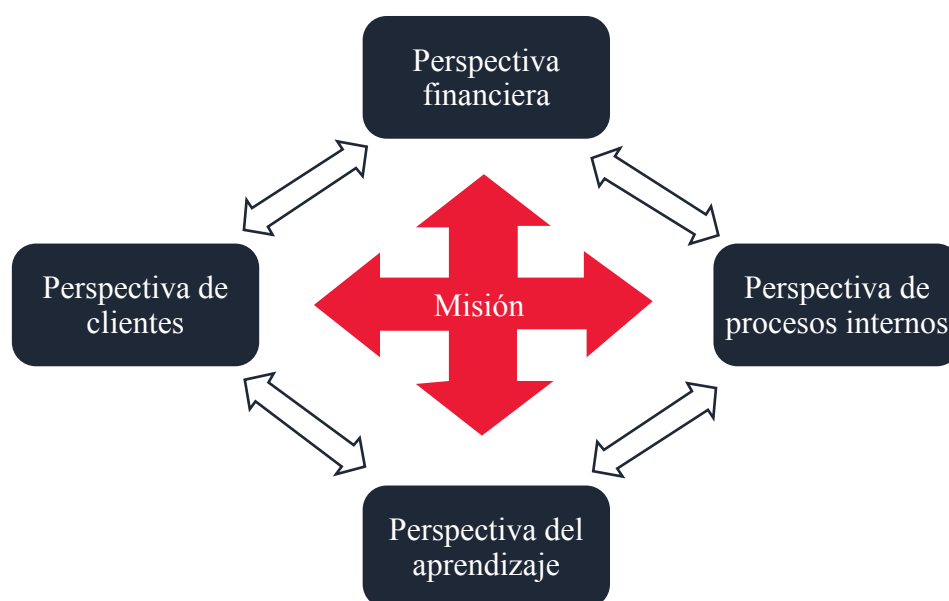 Perspectiva
financiera
Perspectiva de
clientes
Misión
Perspectiva de
procesos internos
Perspectiva del
aprendizaje